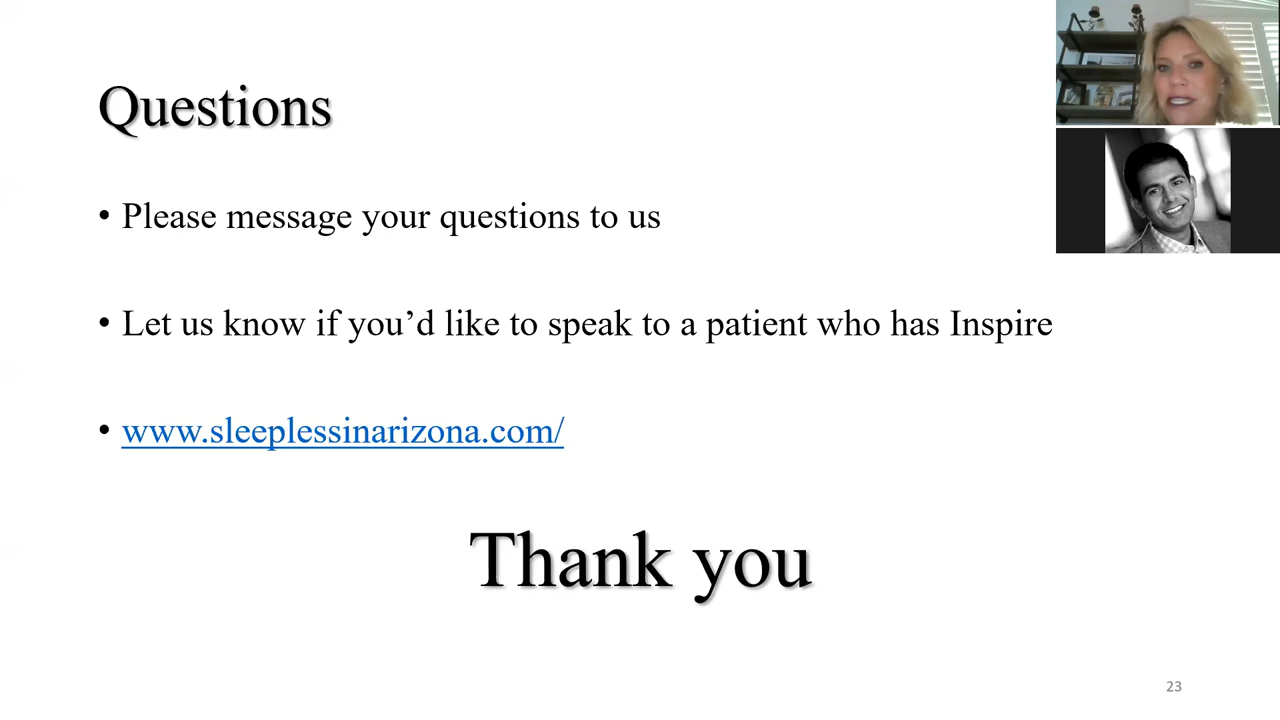 Questions
• Please message your questions to us
• Let us know if you’d like to speak to a patient who has Inspire
• www.sleeplessinarizona.com/
Thank you
23